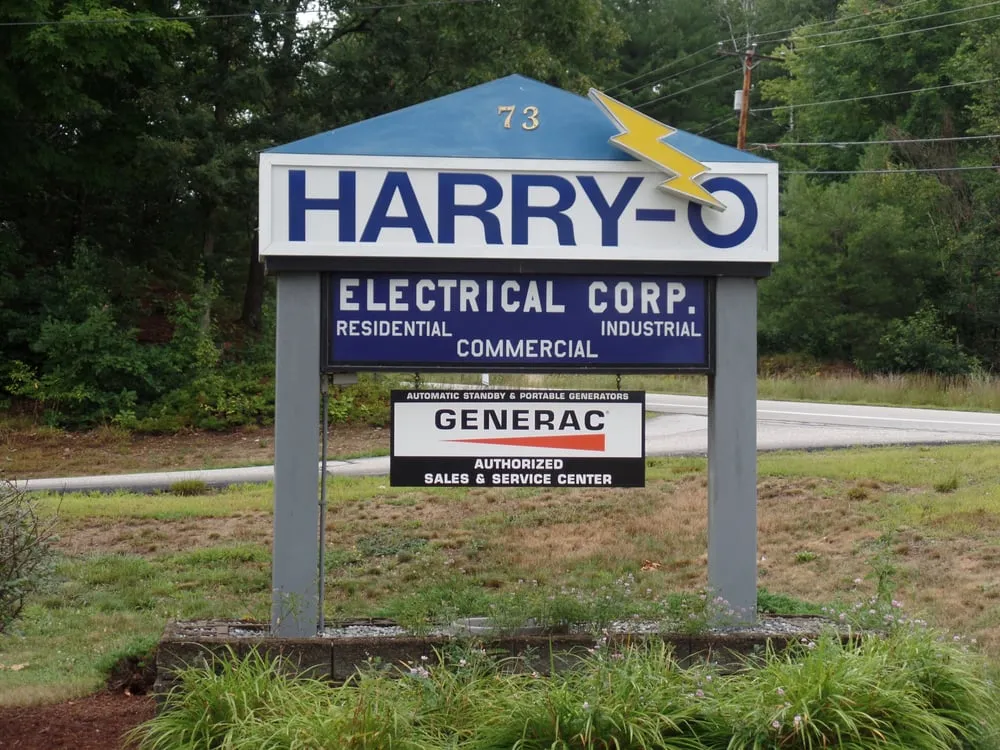 73
HARRY-O
ELECTRICAL CORP.
RESIDENTIAL INDUSTRIAL
COMMERCIAL
AUTOMATIC STANDBY & PORTABLE GENERATORS
GENERAC
AUTHORIZED
SALES & SERVICE CENTER